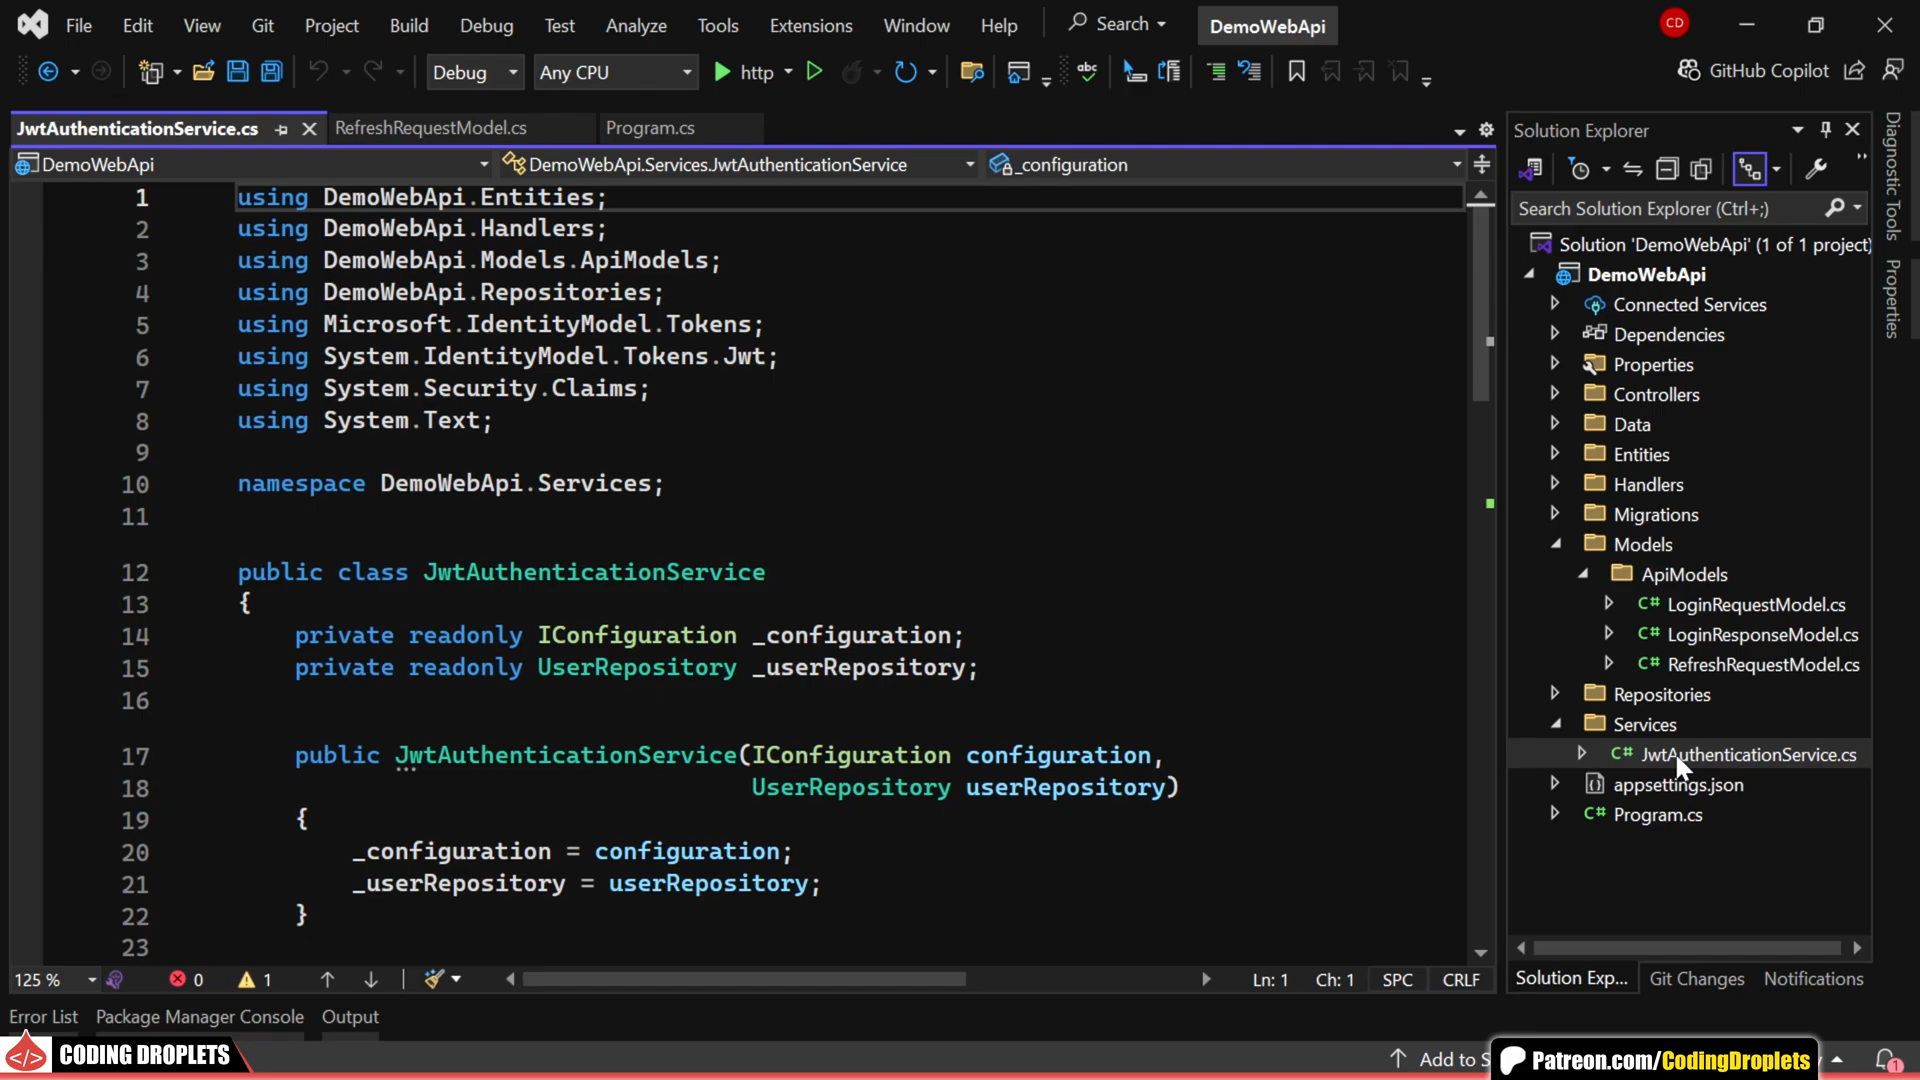 File Edit View Git Project Build Debug Test Analyze Tools Extensions Window Help Search DemoWebApi CD
Debug Any CPU http GitHub Copilot
JwtAuthenticationService.cs RefreshRequestModel.cs Program.cs
DemoWebApi DemoWebApi.Services.JwtAuthenticationService _configuration
1 using DemoWebApi.Entities;
2 using DemoWebApi.Handlers;
3 using DemoWebApi.Models.ApiModels;
4 using DemoWebApi.Repositories;
5 using Microsoft.IdentityModel.Tokens;
6 using System.IdentityModel.Tokens.Jwt;
7 using System.Security.Claims;
8 using System.Text;
9
10 namespace DemoWebApi.Services;
11
12 public class JwtAuthenticationService
13 {
14 private readonly IConfiguration _configuration;
15 private readonly UserRepository _userRepository;
16
17 public JwtAuthenticationService(IConfiguration configuration,
18 UserRepository userRepository)
19 {
20 _configuration = configuration;
21 _userRepository = userRepository;
22 }
23
125 % 0 1 Ln: 1 Ch: 1 SPC CRLF
Solution Explorer
Search Solution Explorer (Ctrl+;)
Solution 'DemoWebApi' (1 of 1 project)
DemoWebApi
Connected Services
Dependencies
Properties
Controllers
Data
Entities
Handlers
Migrations
Models
ApiModels
C# LoginRequestModel.cs
C# LoginResponseModel.cs
C# RefreshRequestModel.cs
Repositories
Services
C# JwtAuthenticationService.cs
appsettings.json
C# Program.cs
Solution Exp... Git Changes Notifications
Diagnostic Tools
Properties
Error List Package Manager Console Output
CODING DROPLETS
Add to S
Patreon.com/CodingDroplets
1